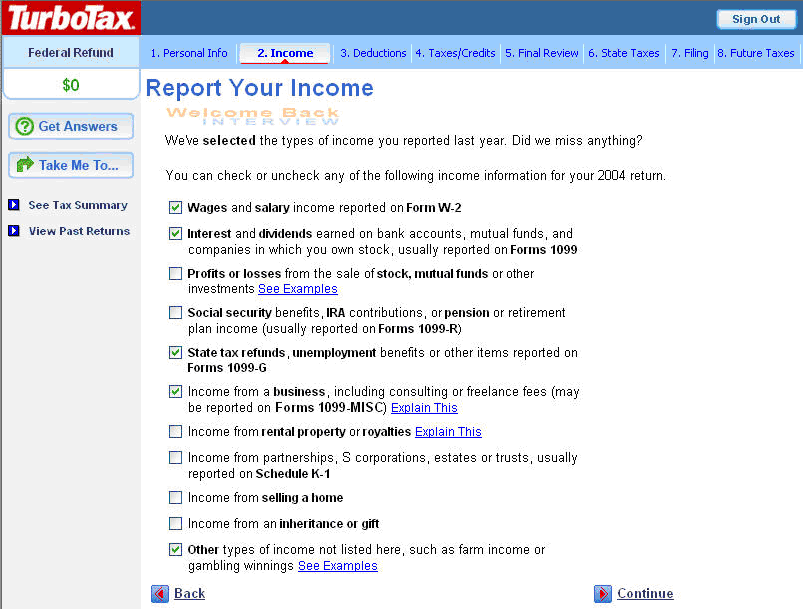 TurboTax.
Sign Out
Federal Refund
1. Personal Info
2. Income
3. Deductions
4. Taxes/Credits
5. Final Review
6. State Taxes
7. Filing
8. Future Taxes
$0
Get Answers
Take Me To...
See Tax Summary
View Past Returns
Report Your Income
Welcome Back
INTERVIEW
We've selected the types of income you reported last year. Did we miss anything?
You can check or uncheck any of the following income information for your 2004 return.
Wages and salary income reported on Form W-2
Interest and dividends earned on bank accounts, mutual funds, and
companies in which you own stock, usually reported on Forms 1099
Profits or losses from the sale of stock, mutual funds or other
investments See Examples
Social security benefits, IRA contributions, or pension or retirement
plan income (usually reported on Forms 1099-R)
State tax refunds, unemployment benefits or other items reported on
Forms 1099-G
Income from a business, including consulting or freelance fees (may
be reported on Forms 1099-MISC) Explain This
Income from rental property or royalties Explain This
Income from partnerships, S corporations, estates or trusts, usually
reported on Schedule K-1
Income from selling a home
Income from an inheritance or gift
Other types of income not listed here, such as farm income or
gambling winnings See Examples
Back
Continue